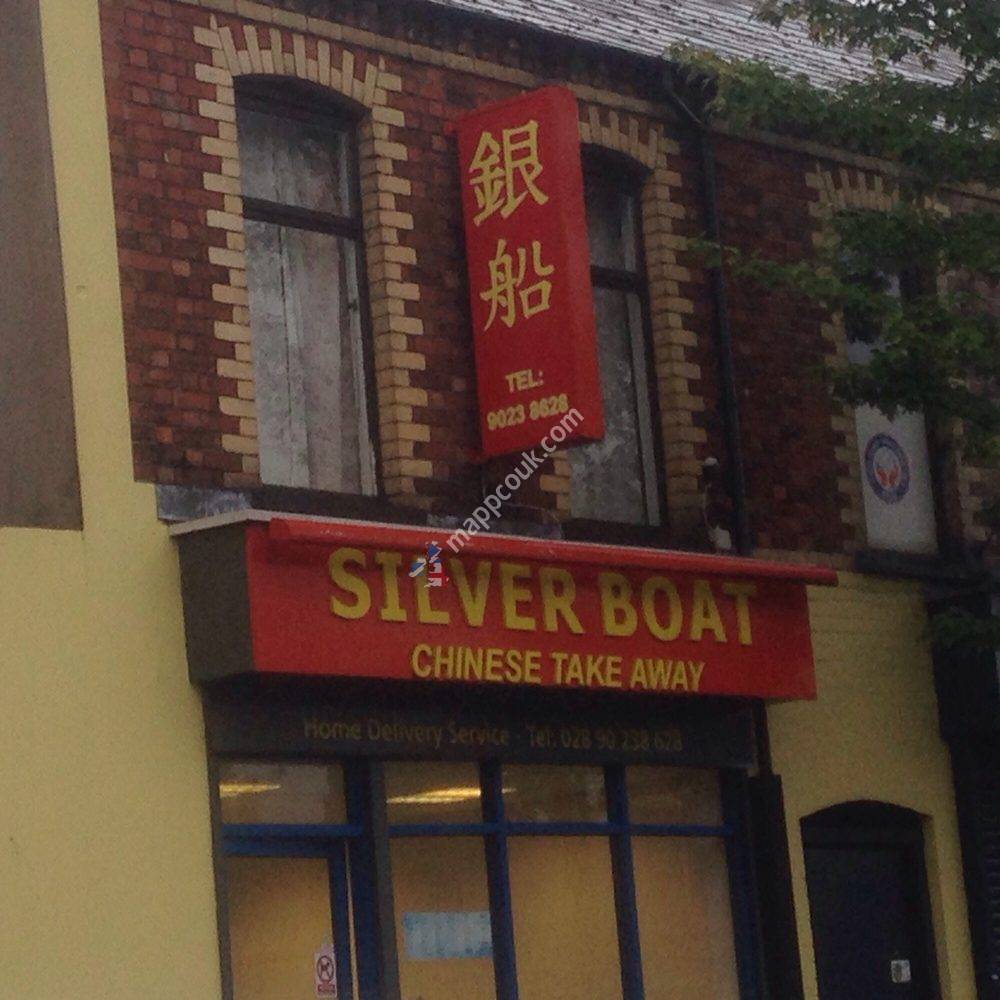 銀船
TEL:
9023 8628
SILVER BOAT
CHINESE TAKE AWAY
Home Delivery Service - Tel: 028 90 238 628
mappcouk.com